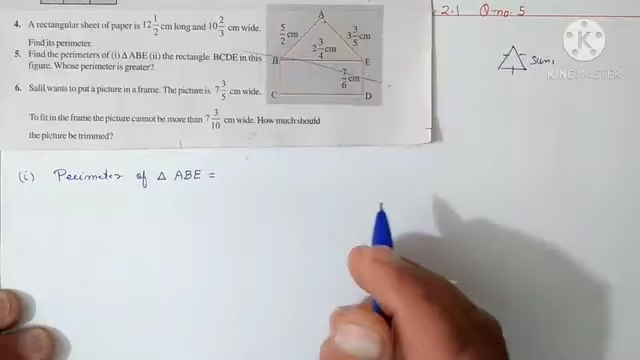 4. A rectangular sheet of paper is 12 1/2 cm long and 10 2/3 cm wide.
Find its perimeter.
5. Find the perimeters of (i) Δ ABE (ii) the rectangle BCDE in this
figure. Whose perimeter is greater?
6. Salil wants to put a picture in a frame. The picture is 7 3/5 cm wide.
To fit in the frame the picture cannot be more than 7 3/10 cm wide. How much should
the picture be trimmed?
A
5/2 cm
3 3/5 cm
2 3/4 cm
B
E
7/6 cm
C
D
2.1 Q.no. 5
Sum
KINEMASTER
(i) Perimeter of Δ ABE =